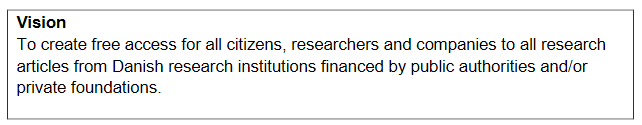 Vision
To create free access for all citizens, researchers and companies to all research
articles from Danish research institutions financed by public authorities and/or
private foundations.